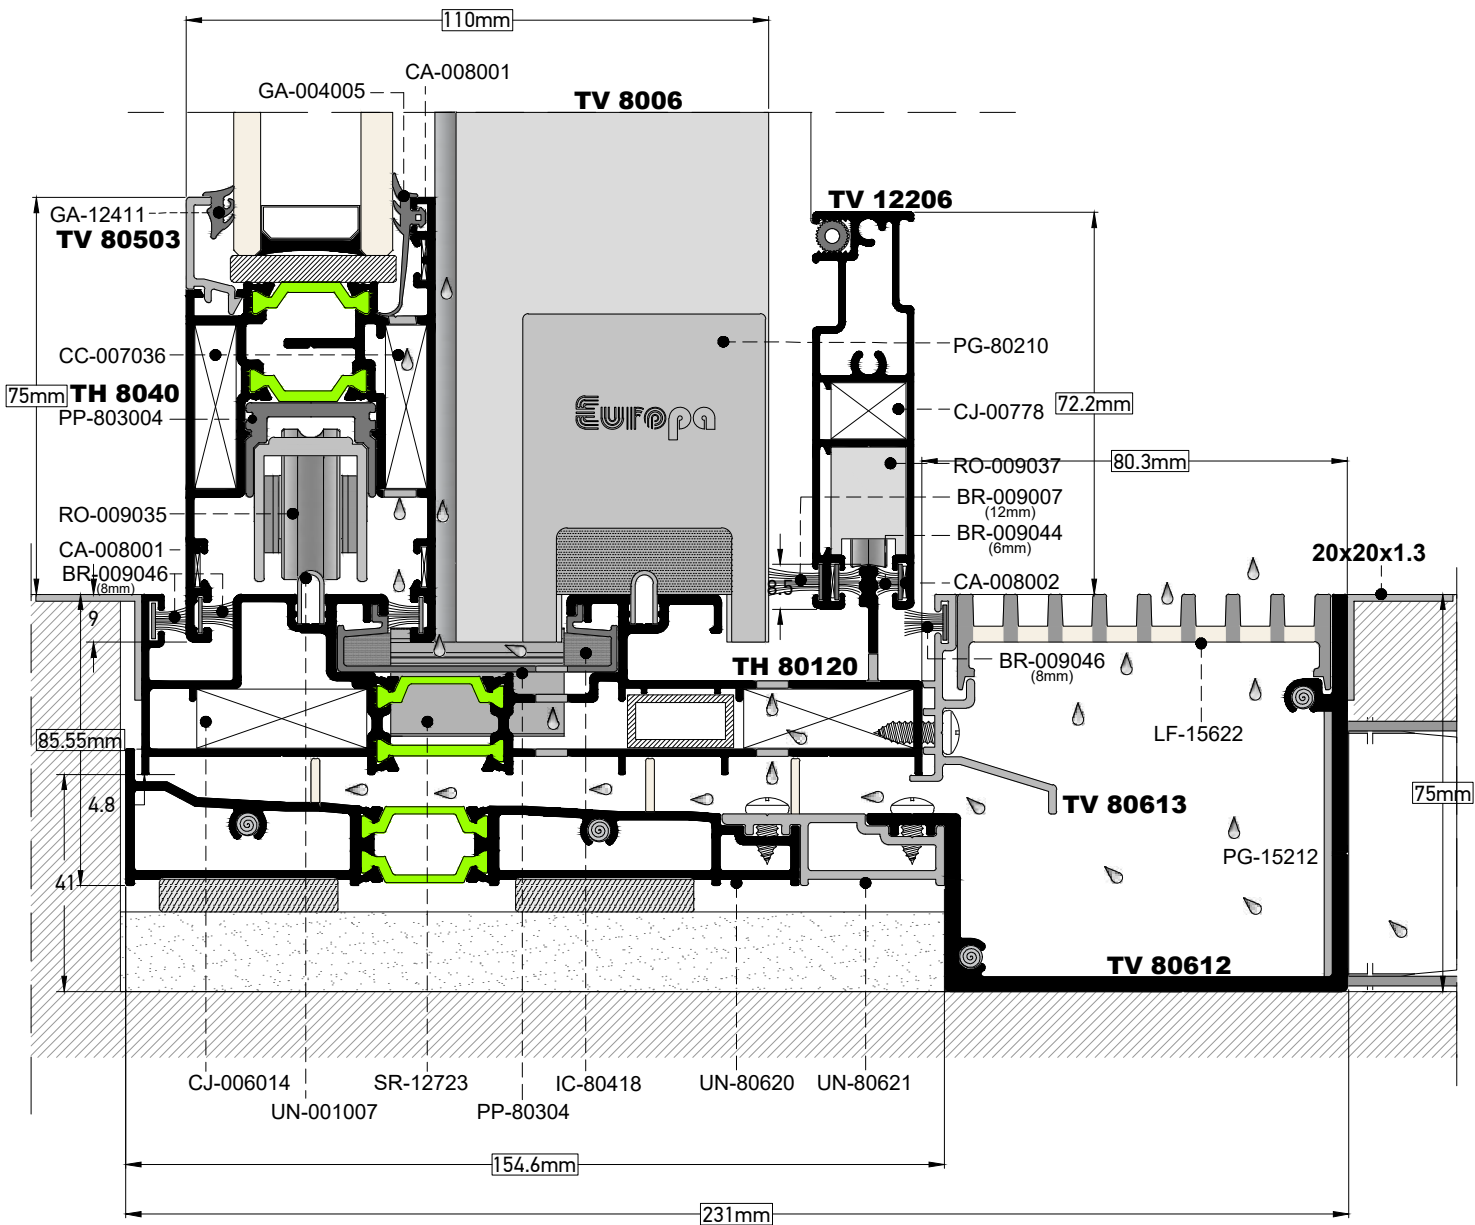 110mm
CA-008001
GA-004005
TV 8006
TV 12206
GA-12411
TV 80503
PG-80210
CC-007036
75mm
TH 8040
CJ-00778
72.2mm
PP-803004
Europa
RO-009037
80.3mm
BR-009007
(12mm)
RO-009035
BR-009044
(6mm)
CA-008001
20x20x1.3
BR-009046
(8mm)
8.5
CA-008002
9
TH 80120
BR-009046
(8mm)
LF-15622
85.55mm
4.8
TV 80613
75mm
PG-15212
41
TV 80612
CJ-006014
SR-12723
IC-80418
UN-80620
UN-80621
UN-001007
PP-80304
154.6mm
231mm